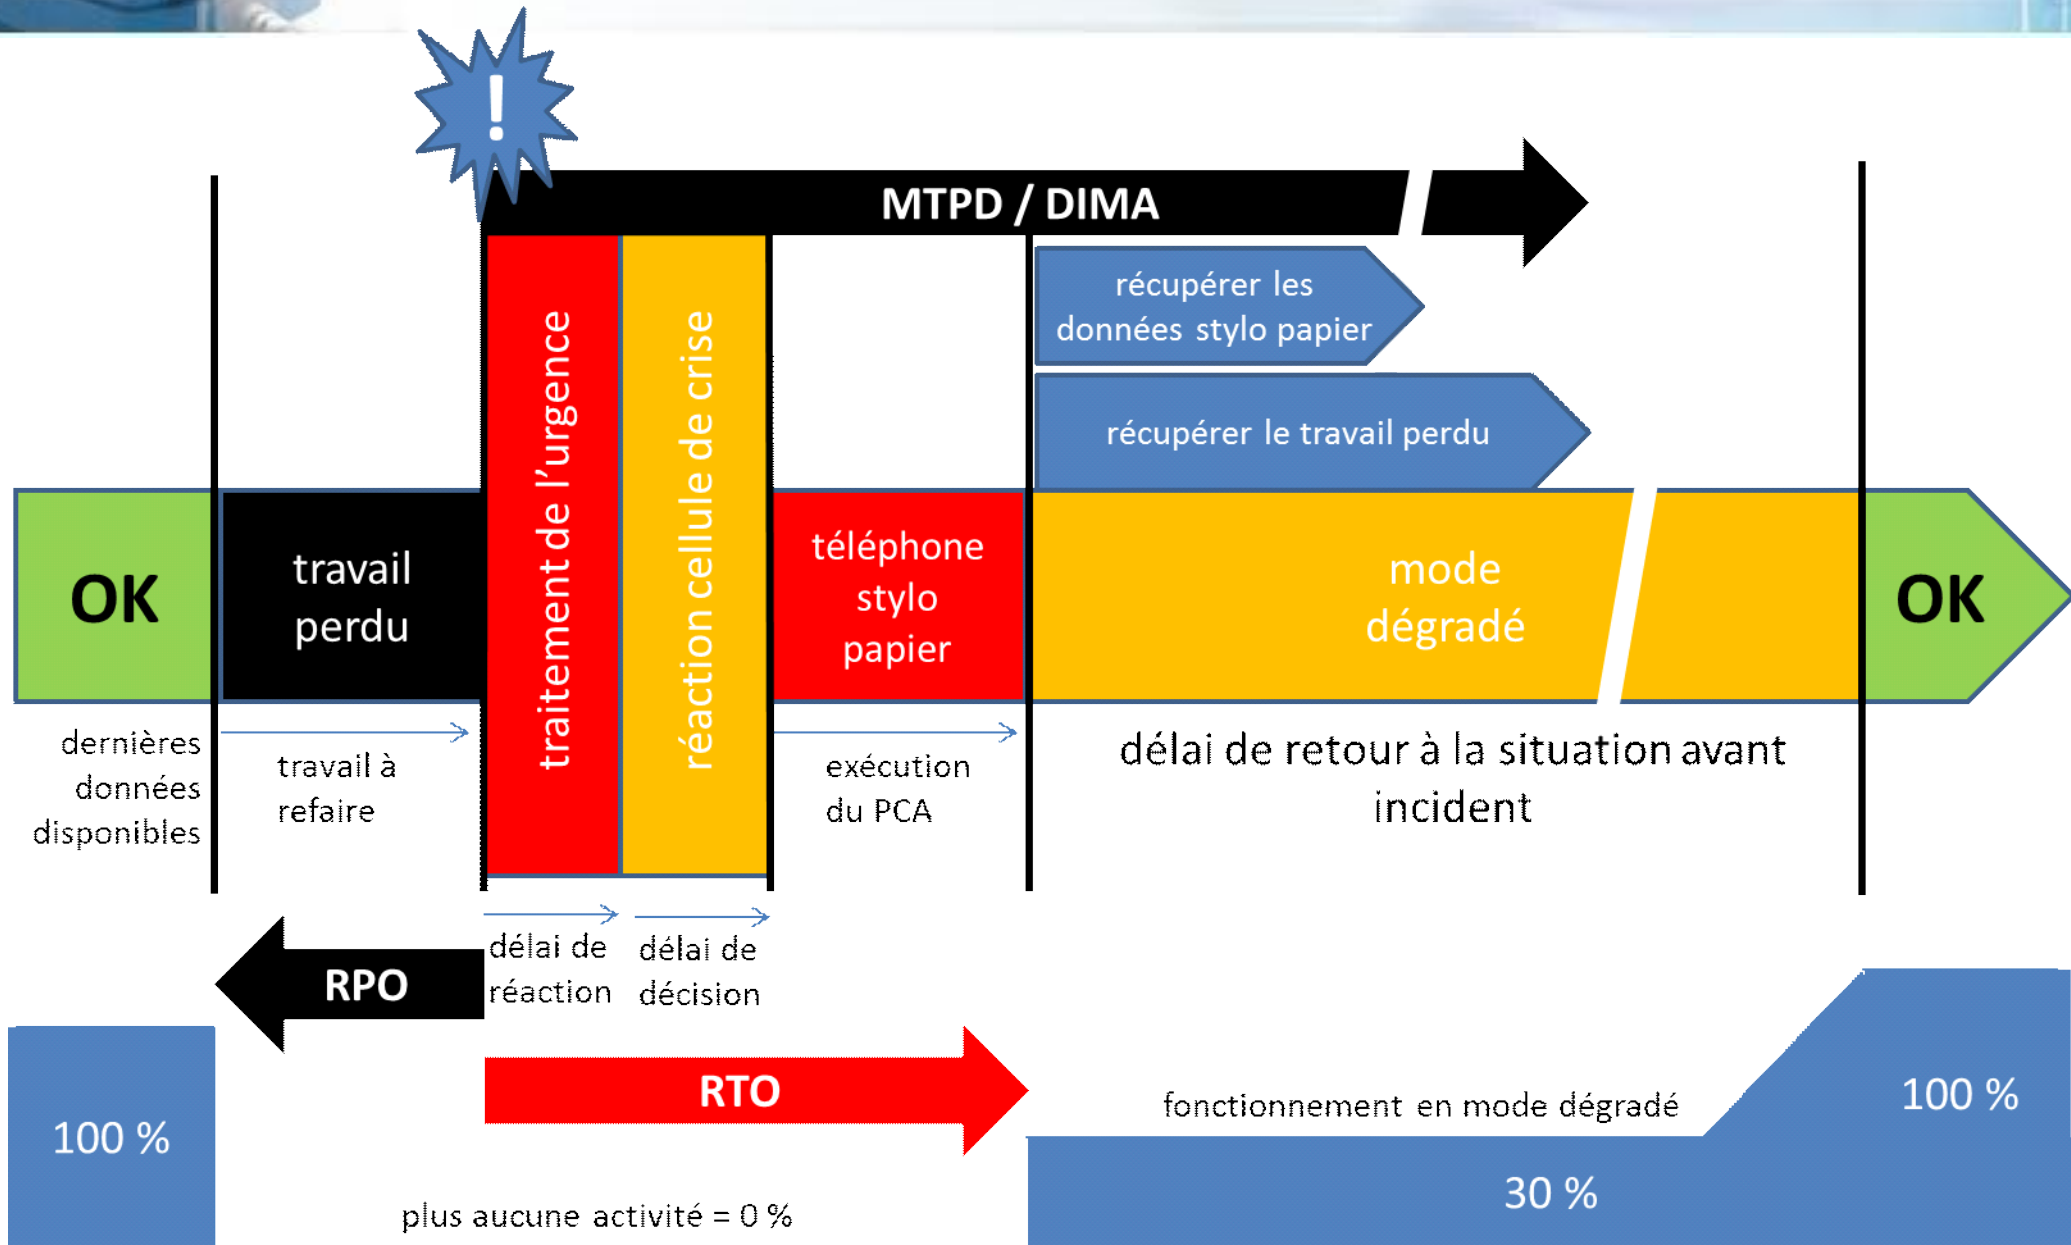 !
MTPD / DIMA
récupérer les
données stylo papier
récupérer le travail perdu
traitement de l'urgence
réaction cellule de crise
OK
travail
perdu
téléphone
stylo
papier
mode
dégradé
OK
dernières
données
disponibles
travail à
refaire
exécution
du PCA
délai de retour à la situation avant
incident
délai de
réaction
délai de
décision
RPO
RTO
100 %
plus aucune activité = 0 %
fonctionnement en mode dégradé
30 %
100 %